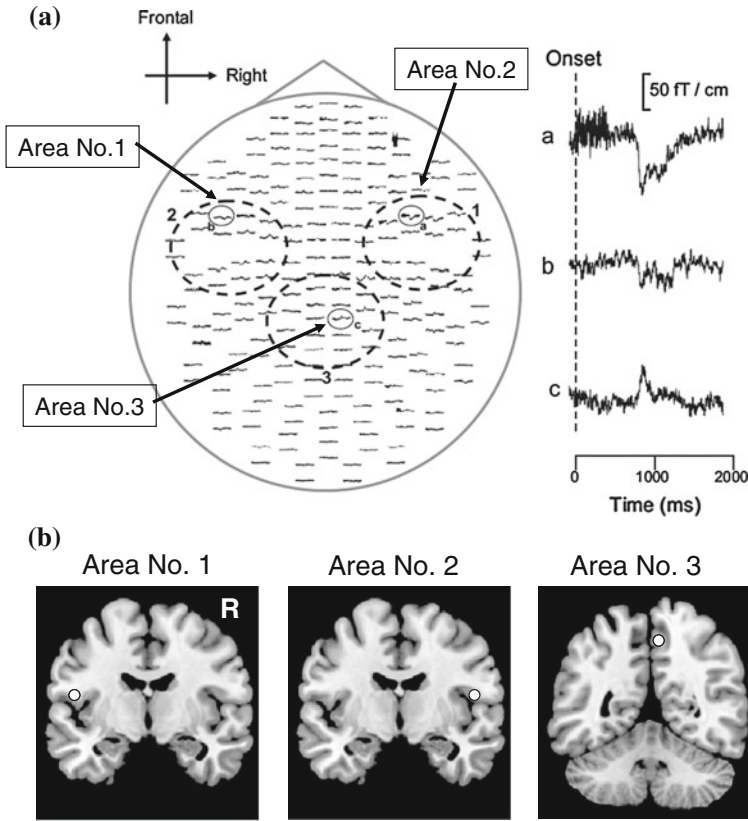 (a)
Frontal
Right
Area No.1
Area No.2
2
b
1
a
c
3
Area No.3
Onset
50 fT / cm
a
b
c
0 1000 2000
Time (ms)
(b)
Area No. 1
Area No. 2
Area No. 3
R